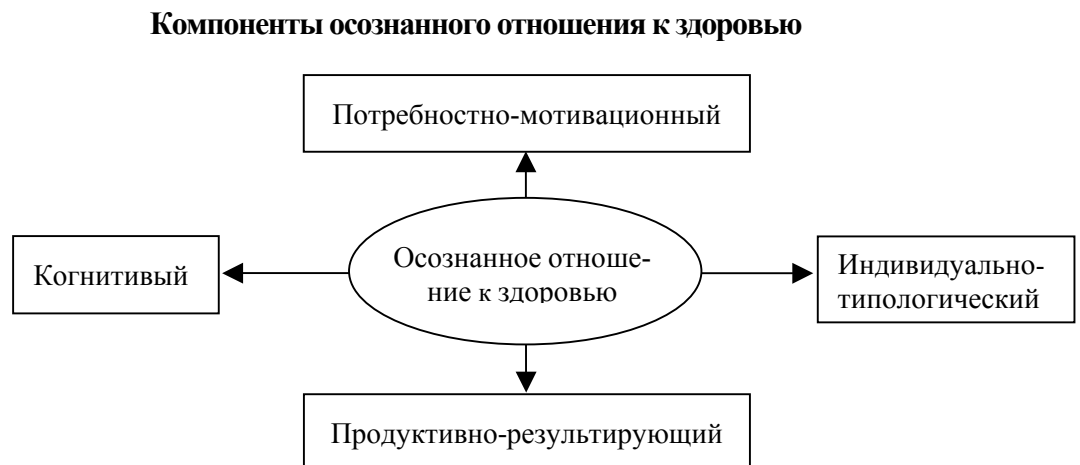 Компоненты осознанного отношения к здоровью
Потребностно-мотивационный
Когнитивый
Осознанное отноше-
ние к здоровью
Индивидуально-
типологический
Продуктивно-результирующий